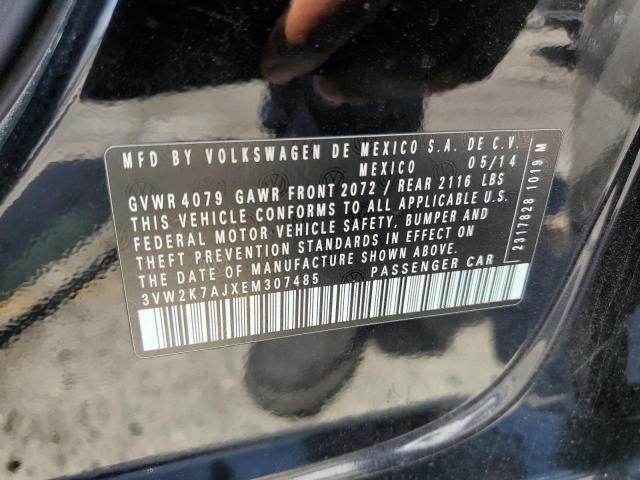 MFD BY VOLKSWAGEN DE MEXICO S.A. DE C.V.
MEXICO 05/14
GVWR 4079 GAWR FRONT 2072 / REAR 2116 LBS
THIS VEHICLE CONFORMS TO ALL APPLICABLE U.S.
FEDERAL MOTOR VEHICLE SAFETY, BUMPER AND
THEFT PREVENTION STANDARDS IN EFFECT ON
THE DATE OF MANUFACTURE SHOWN ABOVE.
3VW2K7AJXEM307485 PASSENGER CAR
2317828 1019 M